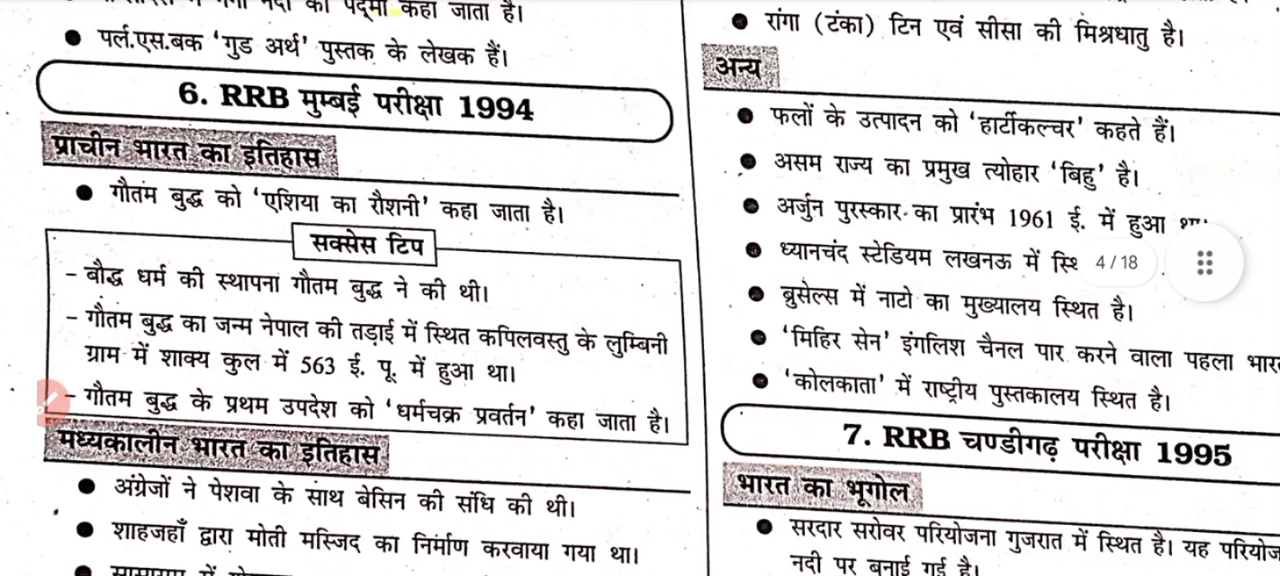 गंगा नदी को पद्मा कहा जाता है।
● पर्ल.एस.बक ‘गुड अर्थ’ पुस्तक के लेखक हैं।
6. RRB मुम्बई परीक्षा 1994
प्राचीन भारत का इतिहास
● गौतम बुद्ध को ‘एशिया का रौशनी’ कहा जाता है।
सक्सेस टिप
– बौद्ध धर्म की स्थापना गौतम बुद्ध ने की थी।
– गौतम बुद्ध का जन्म नेपाल की तड़ाई में स्थित कपिलवस्तु के लुम्बिनी
ग्राम में शाक्य कुल में 563 ई. पू. में हुआ था।
– गौतम बुद्ध के प्रथम उपदेश को ‘धर्मचक्र प्रवर्तन’ कहा जाता है।
मध्यकालीन भारत का इतिहास
● अंग्रेजों ने पेशवा के साथ बेसिन की संधि की थी।
● शाहजहाँ द्वारा मोती मस्जिद का निर्माण करवाया गया था।
● रांगा (टंका) टिन एवं सीसा की मिश्रधातु है।
अन्य
● फलों के उत्पादन को ‘हार्टीकल्चर’ कहते हैं।
● असम राज्य का प्रमुख त्योहार ‘बिहु’ है।
● अर्जुन पुरस्कार का प्रारंभ 1961 ई. में हुआ
● ध्यानचंद स्टेडियम लखनऊ में
4 / 18
● ब्रुसेल्स में नाटो का मुख्यालय स्थित है।
● ‘मिहिर सेन’ इंगलिश चैनल पार करने वाला पहला
● ‘कोलकाता’ में राष्ट्रीय पुस्तकालय स्थित है।
7. RRB चण्डीगढ़ परीक्षा 1995
भारत का भूगोल
● सरदार सरोवर परियोजना गुजरात में स्थित है। यह
नदी पर बनाई गई है।